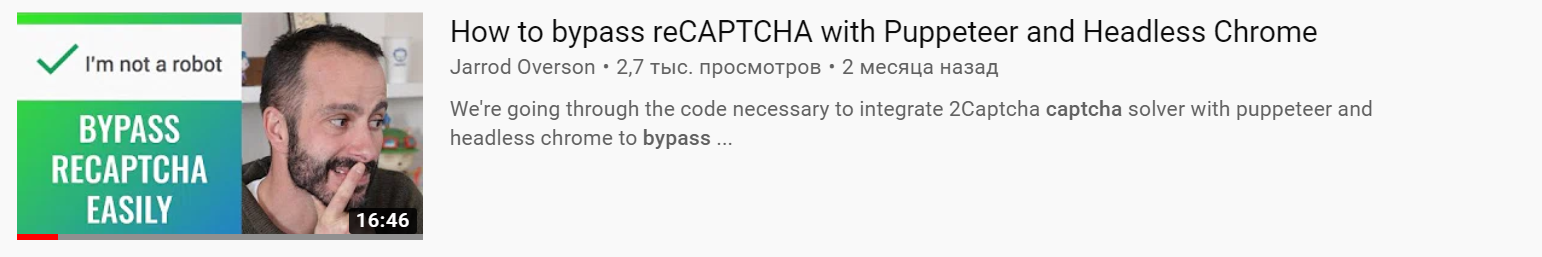 I'm not a robot
BYPASS
RECAPTCHA
EASILY
16:46
How to bypass reCAPTCHA with Puppeteer and Headless Chrome
Jarrod Overson • 2,7 тыс. просмотров • 2 месяца назад
We're going through the code necessary to integrate 2Captcha captcha solver with puppeteer and
headless chrome to bypass ...